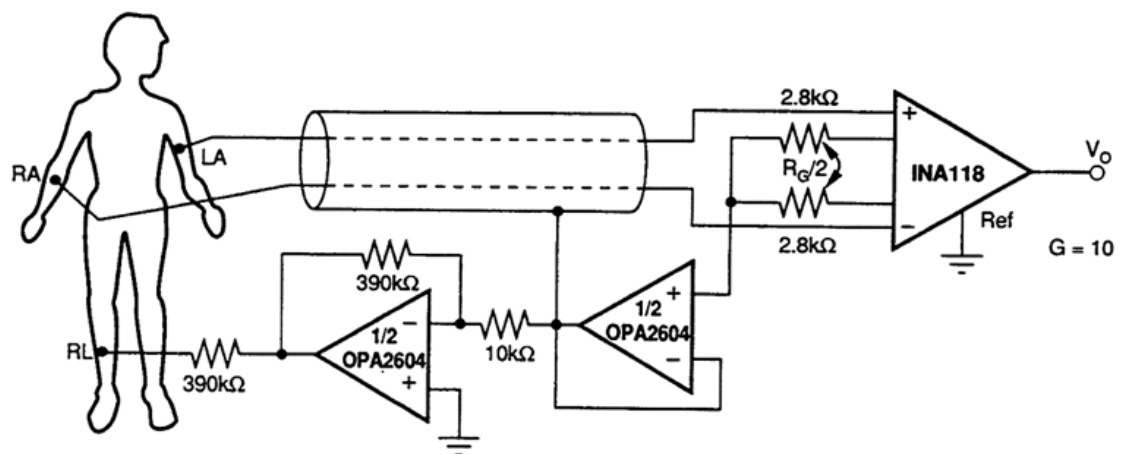 RA
LA
RL
390kΩ
390kΩ
1/2
OPA2604
−
+
10kΩ
1/2
OPA2604
+
−
2.8kΩ
R_G/2
2.8kΩ
+
INA118
−
Ref
V_O
G = 10